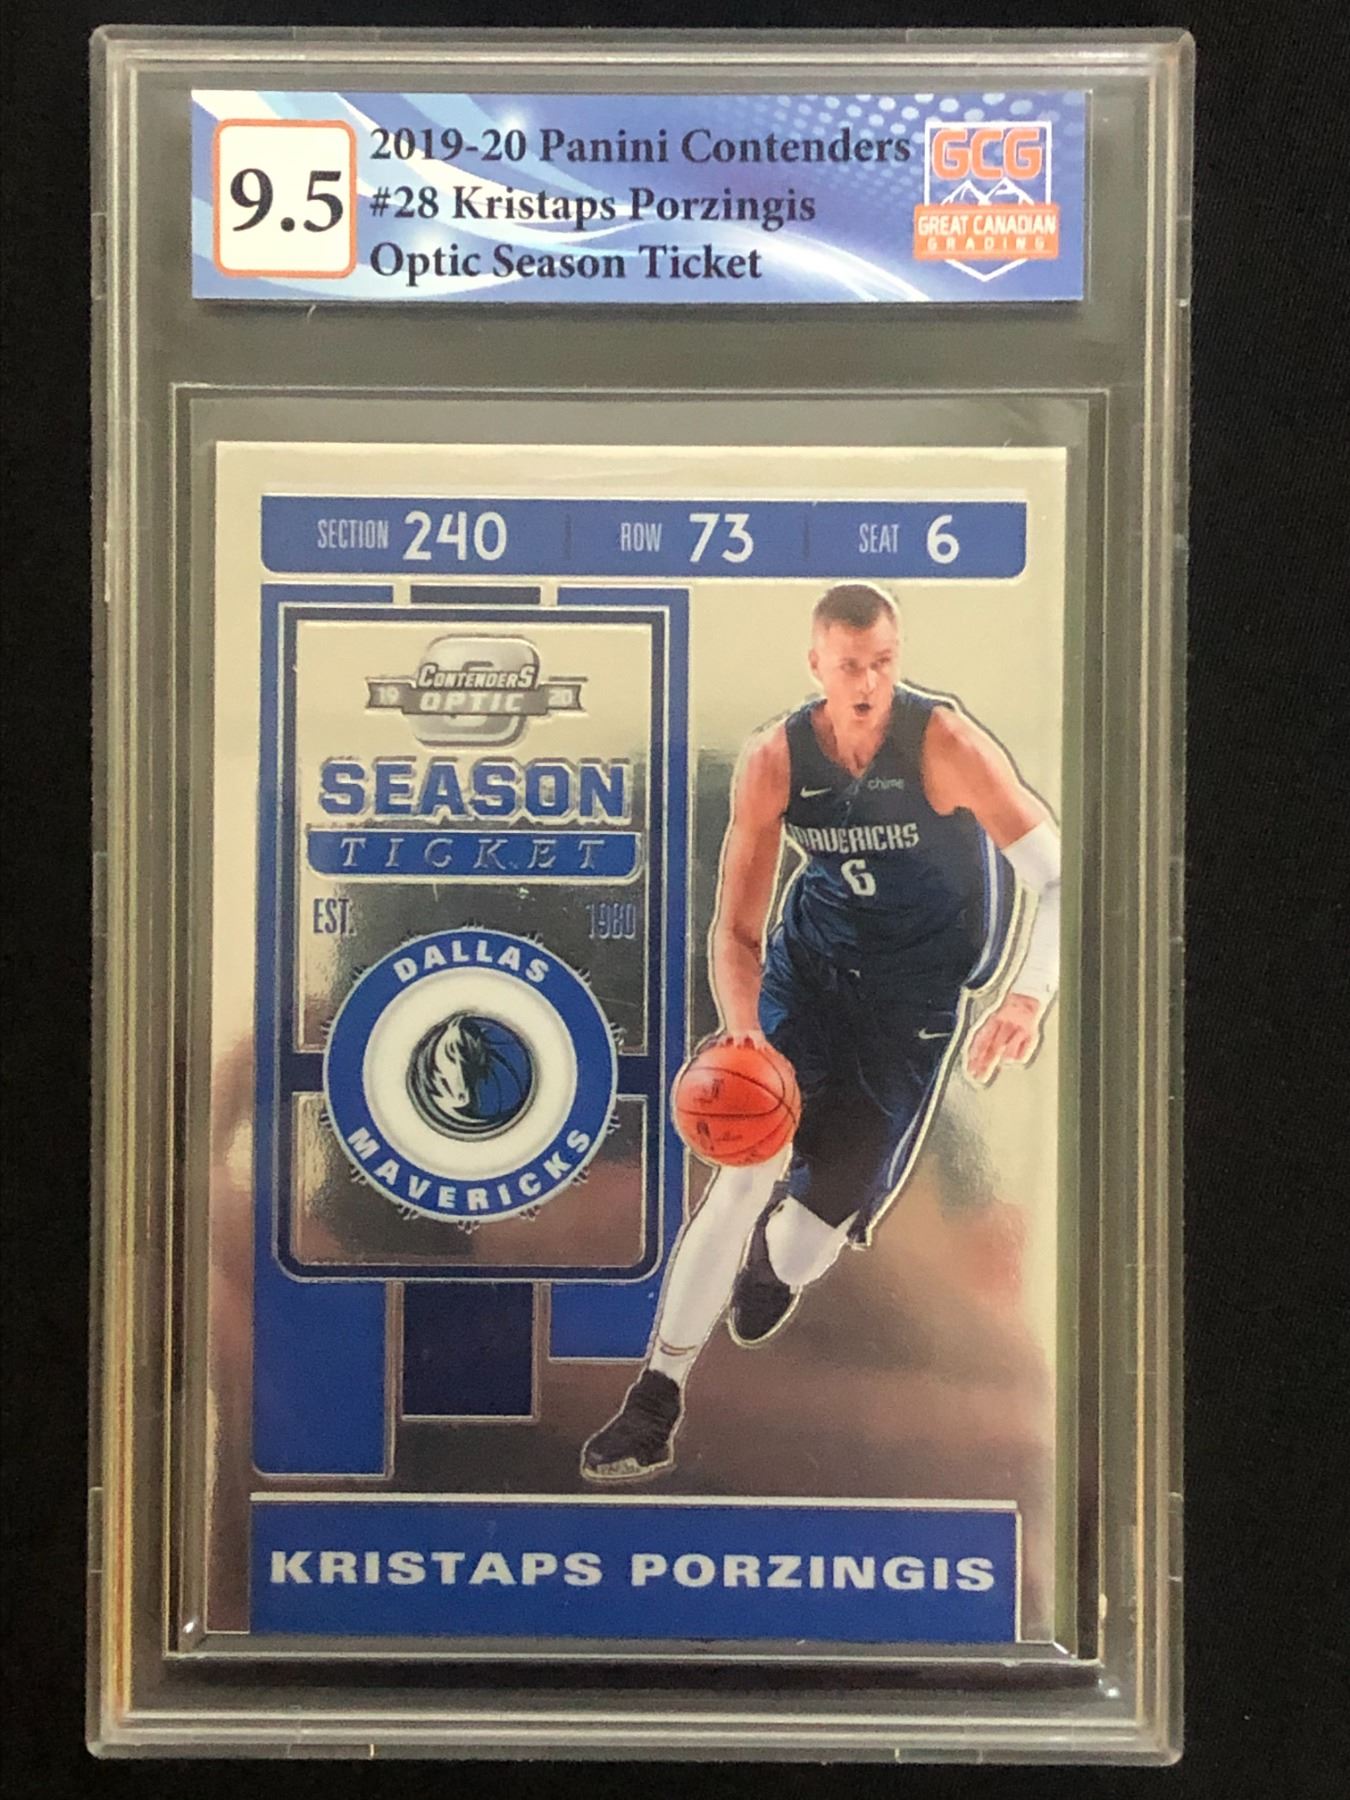 9.5
2019-20 Panini Contenders
#28 Kristaps Porzingis
Optic Season Ticket
GCG
GREAT CANADIAN
GRADING
SECTION 240 ROW 73 SEAT 6
CONTENDERS
19 OPTIC 20
SEASON
TICKET
EST. 1980
DALLAS
MAVERICKS
chime
MAVERICKS
6
KRISTAPS PORZINGIS